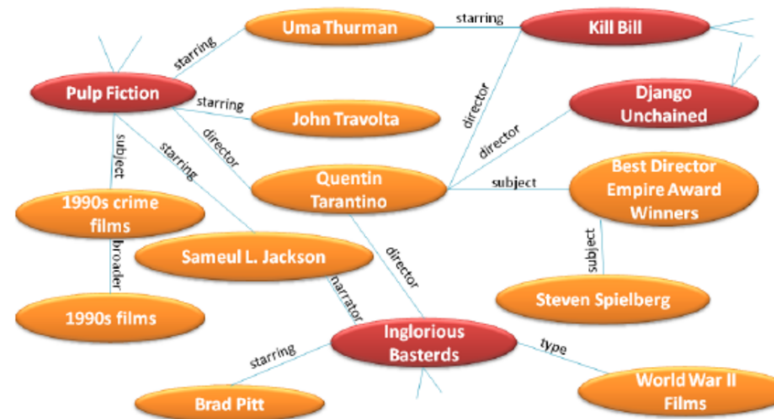 Uma Thurman
starring
Kill Bill
starring
Pulp Fiction
starring
John Travolta
director
Django
Unchained
director
subject
starring
director
Quentin
Tarantino
subject
Best Director
Empire Award
Winners
1990s crime
films
Sameul L. Jackson
broader
director
subject
narrator
1990s films
Steven Spielberg
Inglorious
Basterds
starring
type
Brad Pitt
World War II
Films